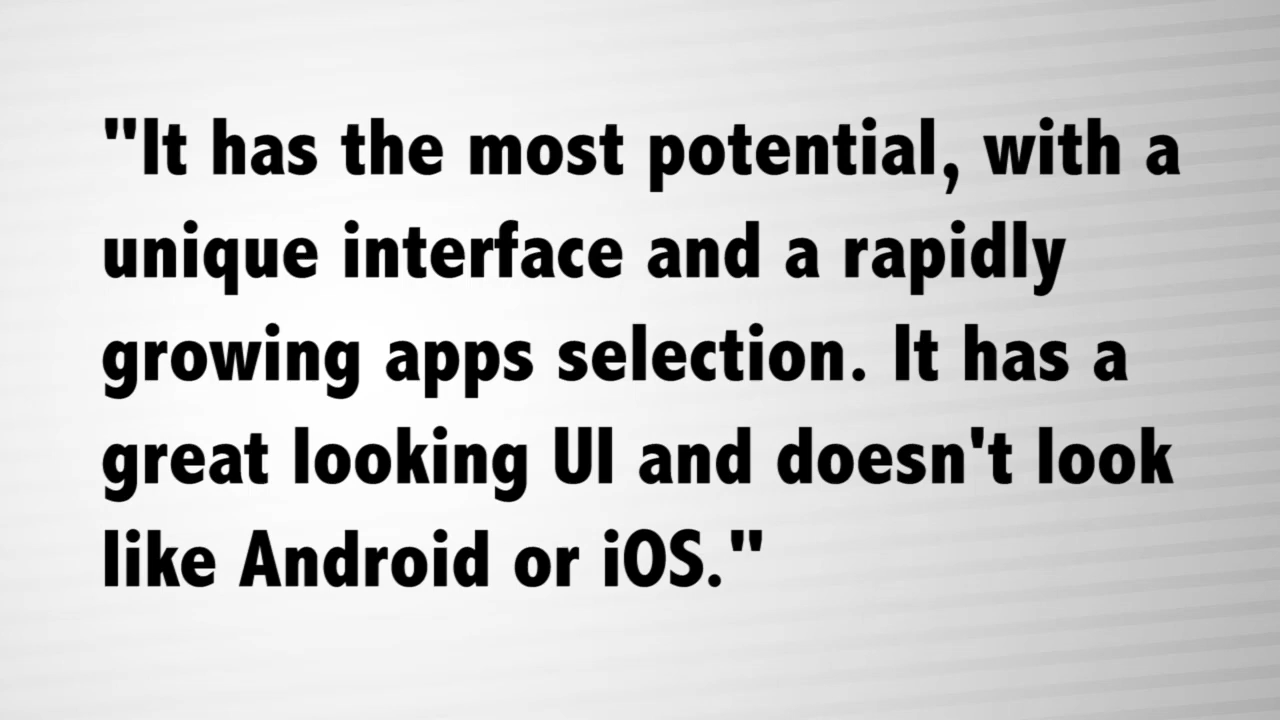 "It has the most potential, with a
unique interface and a rapidly
growing apps selection. It has a
great looking UI and doesn't look
like Android or iOS."